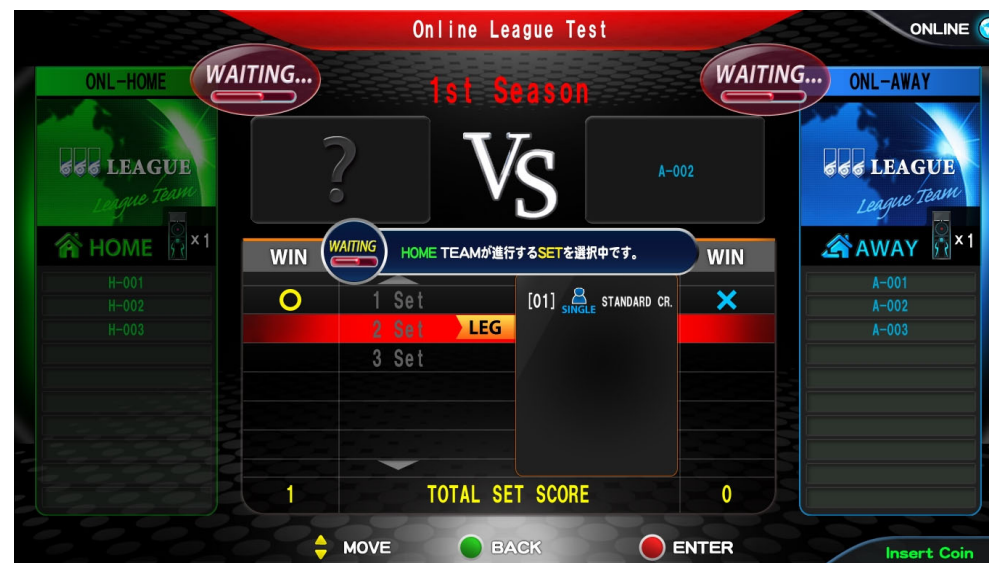 Online League Test
ONLINE
ONL-HOME
WAITING...
1st Season
WAITING...
ONL-AWAY
666 LEAGUE
League Team
?
VS
A-002
666 LEAGUE
League Team
HOME
×1
WIN
WAITING
HOME TEAMが進行するSETを選択中です。
WIN
AWAY
×1
H-001
H-002
H-003
1 Set
[01] SINGLE STANDARD CR.
2 Set
LEG
3 Set
A-001
A-002
A-003
1
TOTAL SET SCORE
0
MOVE
BACK
ENTER
Insert Coin